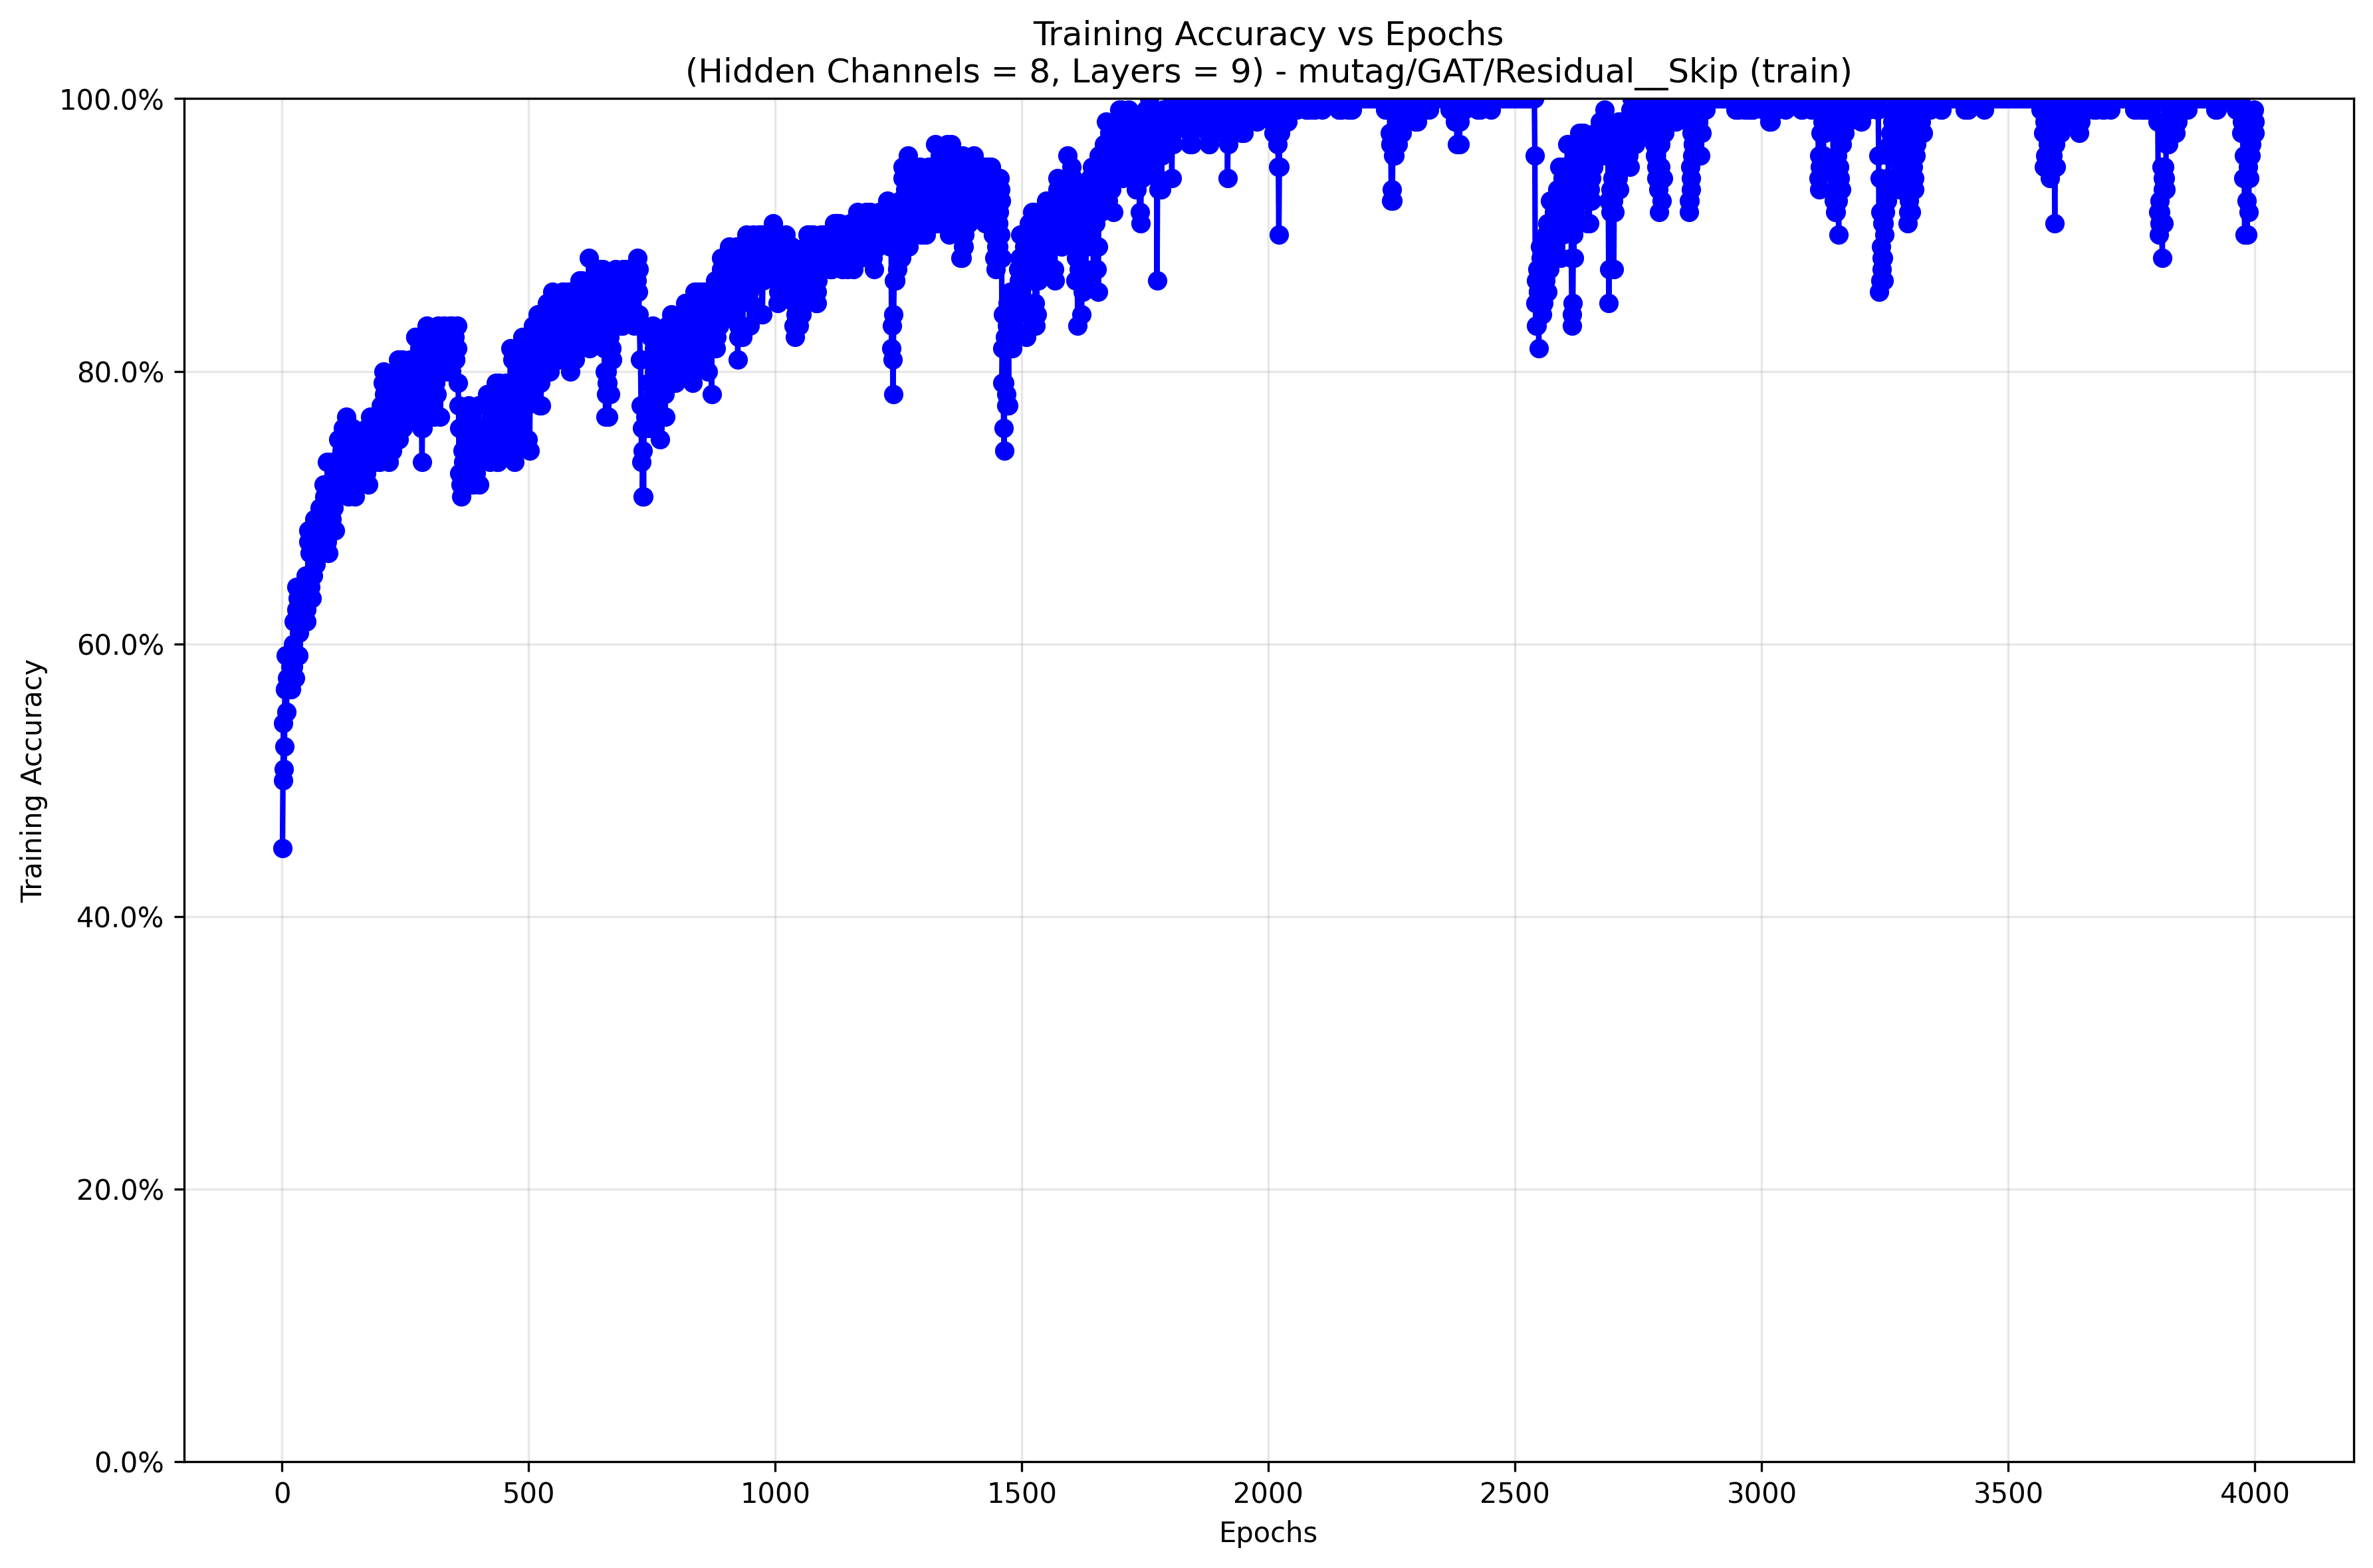 Training Accuracy vs Epochs
(Hidden Channels = 8, Layers = 9) - mutag/GAT/Residual__Skip (train)
100.0%
80.0%
60.0%
40.0%
20.0%
0.0%
Training Accuracy
0 500 1000 1500 2000 2500 3000 3500 4000
Epochs